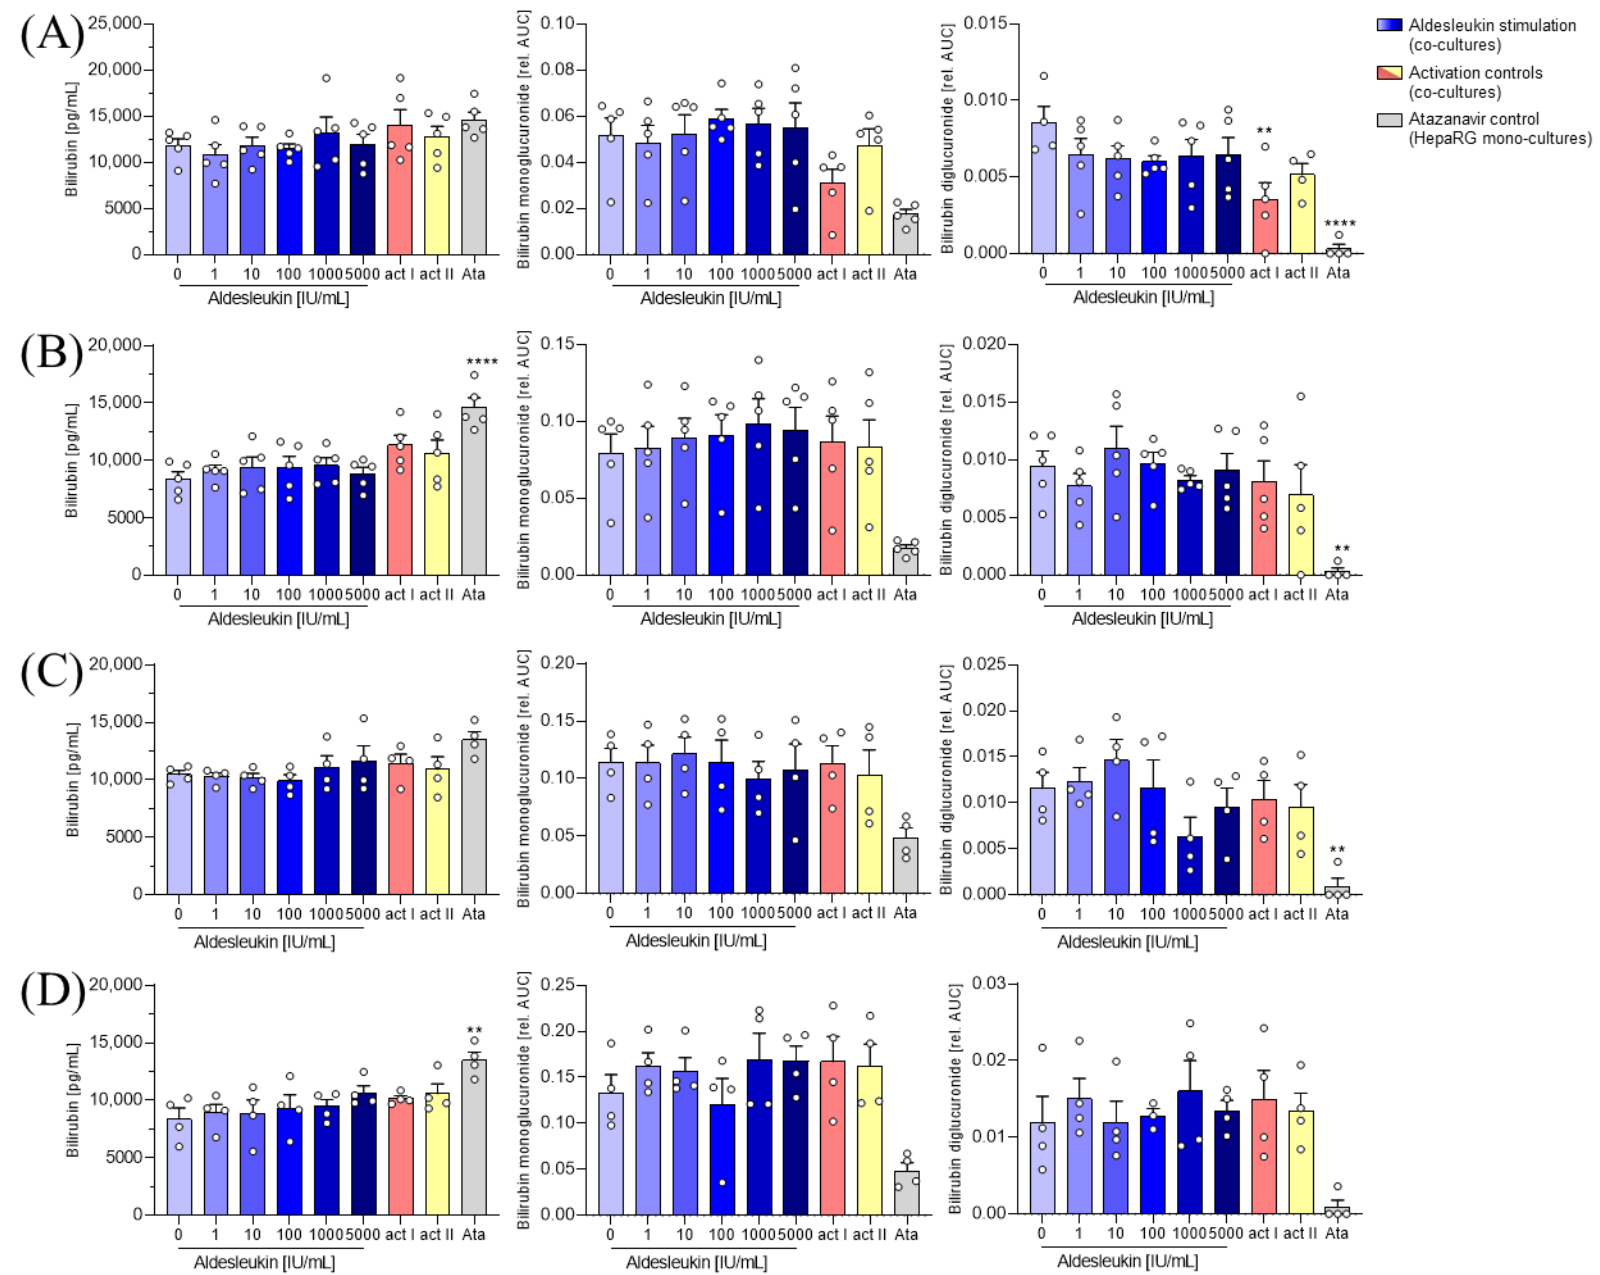 (A)
Bilirubin [pg/mL]
25,000
20,000
15,000
10,000
5000
0
0 1 10 100 1000 5000 act I act II Ata
Aldesleukin [IU/mL]
Bilirubin monoglucuronide [rel. AUC]
0.10
0.08
0.06
0.04
0.02
0.00
0 1 10 100 1000 5000 act I act II Ata
Aldesleukin [IU/mL]
Bilirubin diglucuronide [rel. AUC]
0.015
0.010
0.005
0.000
**
****
0 1 10 100 1000 5000 act I act II Ata
Aldesleukin [IU/mL]
Aldesleukin stimulation
(co-cultures)
Activation controls
(co-cultures)
Atazanavir control
(HepaRG mono-cultures)
(B)
Bilirubin [pg/mL]
20,000
15,000
10,000
5000
0
****
0 1 10 100 1000 5000 act I act II Ata
Aldesleukin [IU/mL]
Bilirubin monoglucuronide [rel. AUC]
0.15
0.10
0.05
0.00
0 1 10 100 1000 5000 act I act II Ata
Aldesleukin [IU/mL]
Bilirubin diglucuronide [rel. AUC]
0.020
0.015
0.010
0.005
0.000
**
0 1 10 100 1000 5000 act I act II Ata
Aldesleukin [IU/mL]
(C)
Bilirubin [pg/mL]
20,000
15,000
10,000
5000
0
0 1 10 100 1000 5000 act I act II Ata
Aldesleukin [IU/mL]
Bilirubin monoglucuronide [rel. AUC]
0.20
0.15
0.10
0.05
0.00
0 1 10 100 1000 5000 act I act II Ata
Aldesleukin [IU/mL]
Bilirubin diglucuronide [rel. AUC]
0.025
0.020
0.015
0.010
0.005
0.000
**
0 1 10 100 1000 5000 act I act II Ata
Aldesleukin [IU/mL]
(D)
Bilirubin [pg/mL]
20,000
15,000
10,000
5000
0
**
0 1 10 100 1000 5000 act I act II Ata
Aldesleukin [IU/mL]
Bilirubin monoglucuronide [rel. AUC]
0.25
0.20
0.15
0.10
0.05
0.00
0 1 10 100 1000 5000 act I act II Ata
Aldesleukin [IU/mL]
Bilirubin diglucuronide [rel. AUC]
0.03
0.02
0.01
0.00
0 1 10 100 1000 5000 act I act II Ata
Aldesleukin [IU/mL]